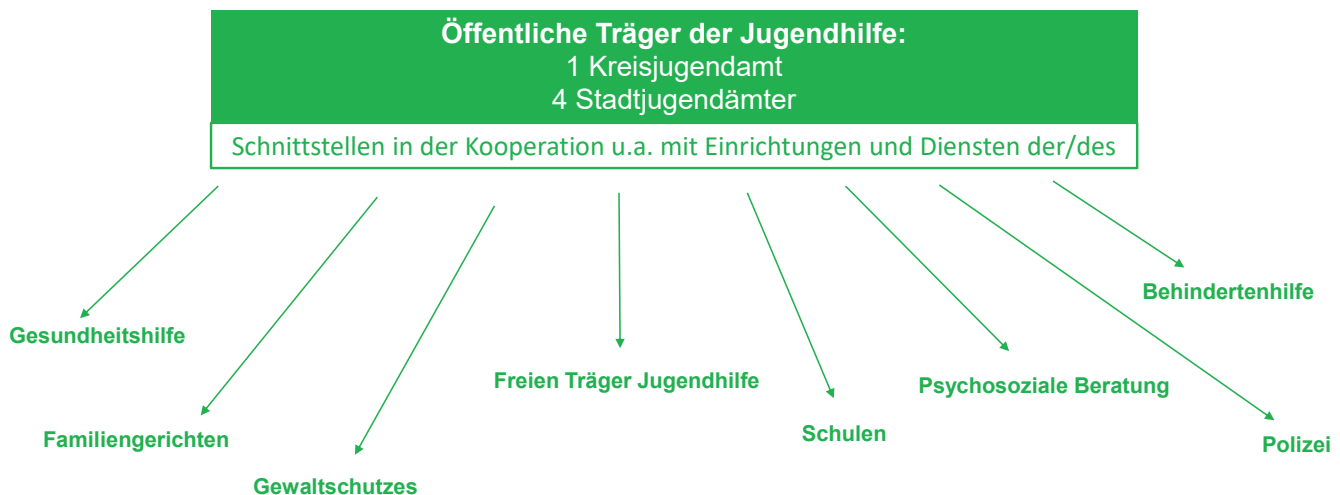 Öffentliche Träger der Jugendhilfe:
1 Kreisjugendamt
4 Stadtjugendämter
Schnittstellen in der Kooperation u.a. mit Einrichtungen und Diensten der/des
Behindertenhilfe
Gesundheitshilfe
Freien Träger Jugendhilfe
Psychosoziale Beratung
Familiengerichten
Schulen
Polizei
Gewaltschutzes